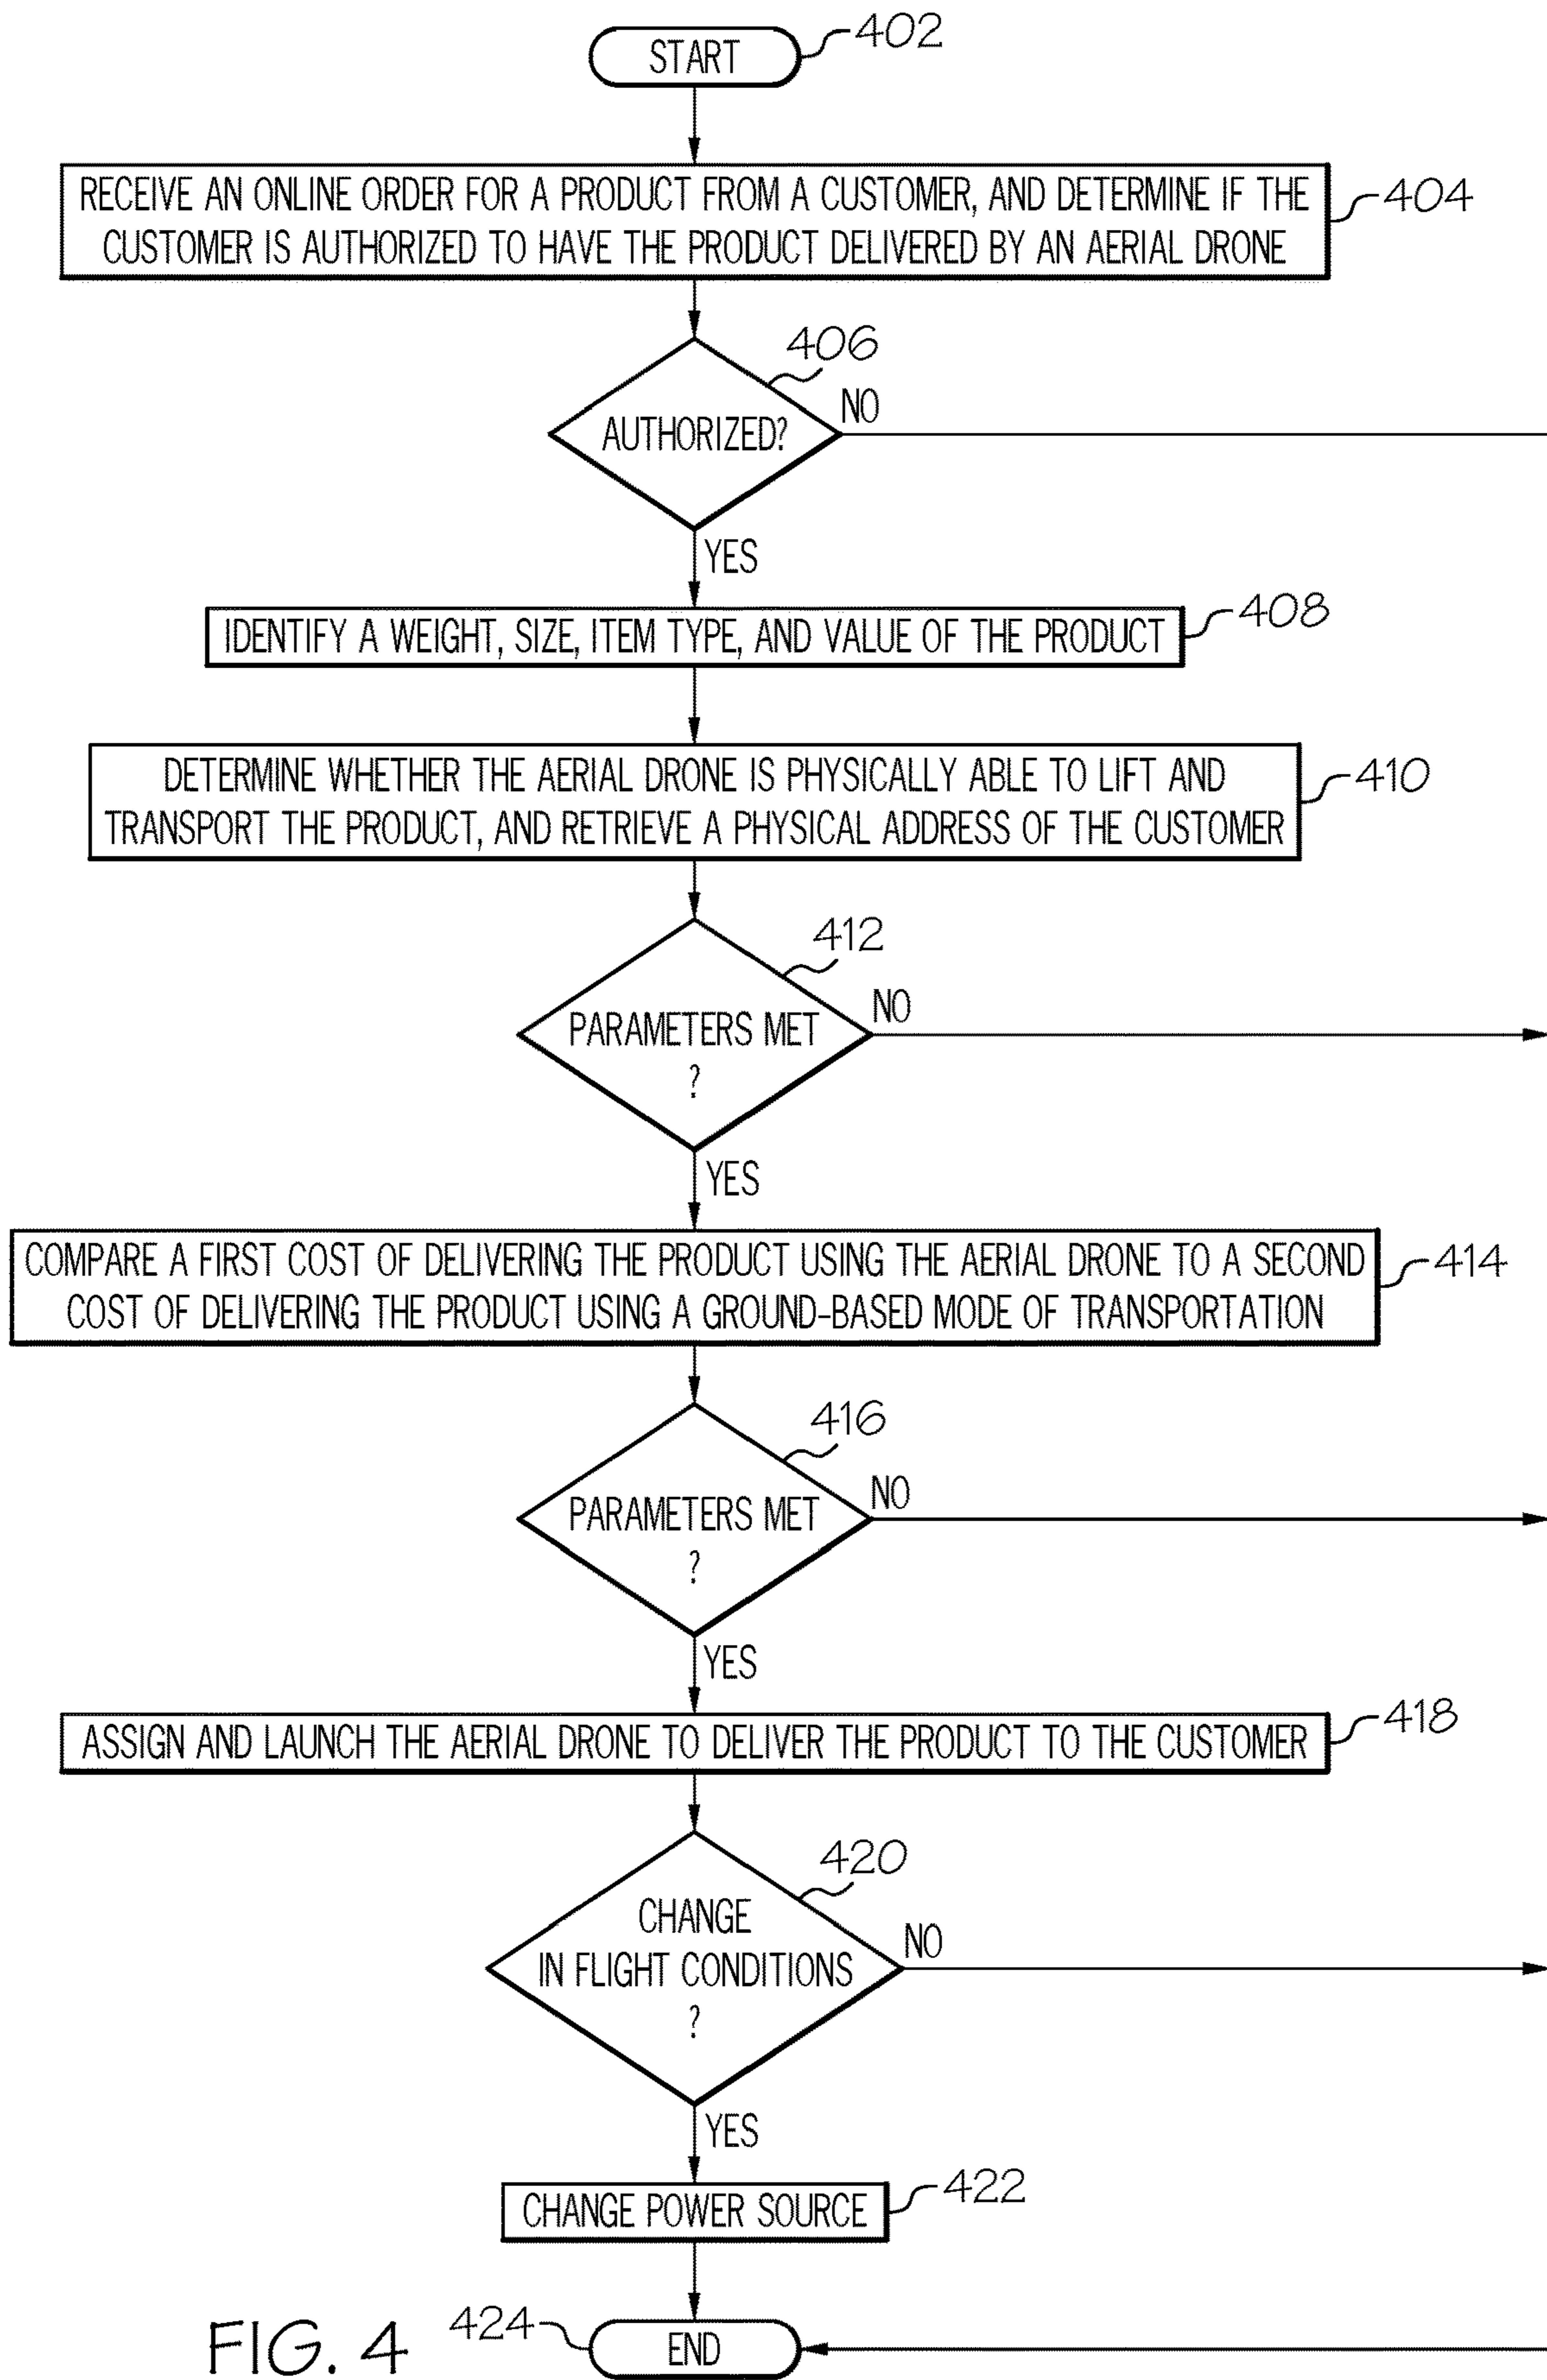 START
402
RECEIVE AN ONLINE ORDER FOR A PRODUCT FROM A CUSTOMER, AND DETERMINE IF THE
CUSTOMER IS AUTHORIZED TO HAVE THE PRODUCT DELIVERED BY AN AERIAL DRONE
404
406
AUTHORIZED?
NO
YES
IDENTIFY A WEIGHT, SIZE, ITEM TYPE, AND VALUE OF THE PRODUCT
408
DETERMINE WHETHER THE AERIAL DRONE IS PHYSICALLY ABLE TO LIFT AND
TRANSPORT THE PRODUCT, AND RETRIEVE A PHYSICAL ADDRESS OF THE CUSTOMER
410
412
PARAMETERS MET
?
NO
YES
COMPARE A FIRST COST OF DELIVERING THE PRODUCT USING THE AERIAL DRONE TO A SECOND
COST OF DELIVERING THE PRODUCT USING A GROUND-BASED MODE OF TRANSPORTATION
414
416
PARAMETERS MET
?
NO
YES
ASSIGN AND LAUNCH THE AERIAL DRONE TO DELIVER THE PRODUCT TO THE CUSTOMER
418
420
CHANGE
IN FLIGHT CONDITIONS
?
NO
YES
CHANGE POWER SOURCE
422
FIG. 4
424
END